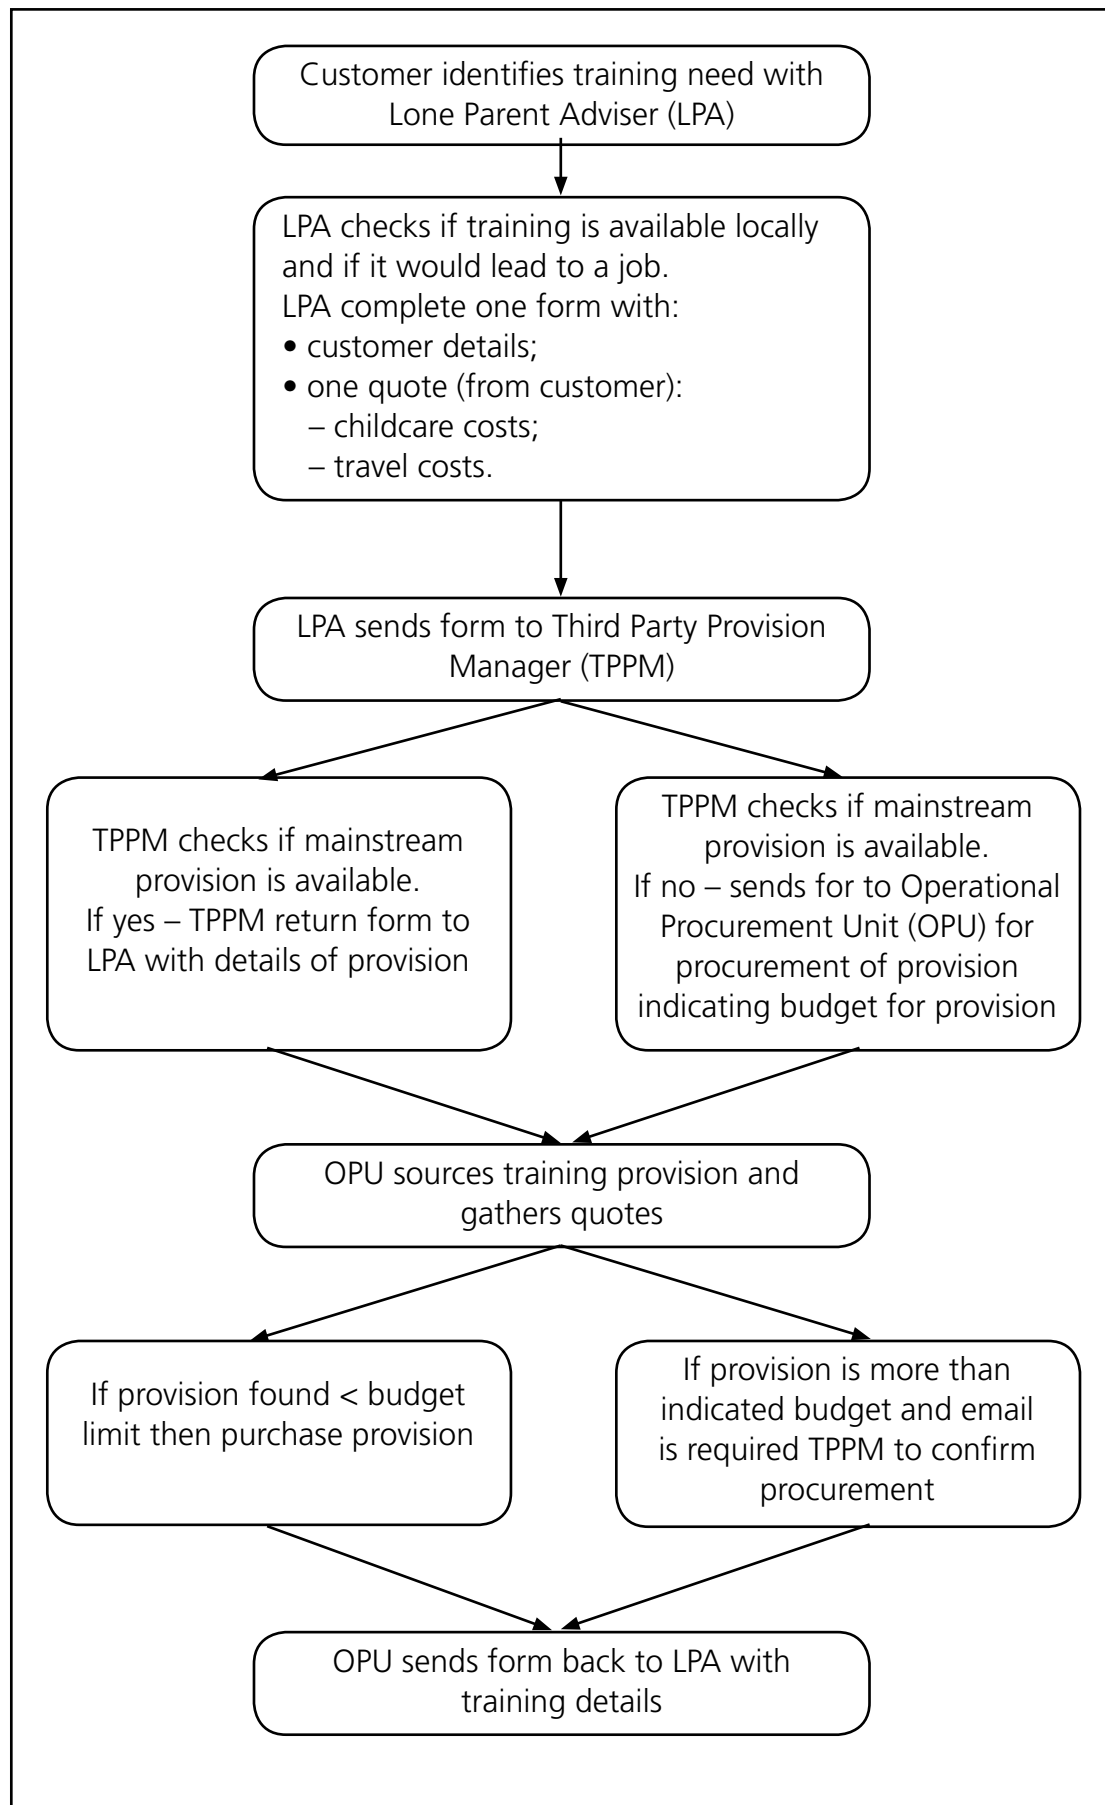 Customer identifies training need with
Lone Parent Adviser (LPA)
LPA checks if training is available locally
and if it would lead to a job.
LPA complete one form with:
• customer details;
• one quote (from customer):
– childcare costs;
– travel costs.
LPA sends form to Third Party Provision
Manager (TPPM)
TPPM checks if mainstream
provision is available.
If yes – TPPM return form to
LPA with details of provision
TPPM checks if mainstream
provision is available.
If no – sends for to Operational
Procurement Unit (OPU) for
procurement of provision
indicating budget for provision
OPU sources training provision and
gathers quotes
If provision found < budget
limit then purchase provision
If provision is more than
indicated budget and email
is required TPPM to confirm
procurement
OPU sends form back to LPA with
training details